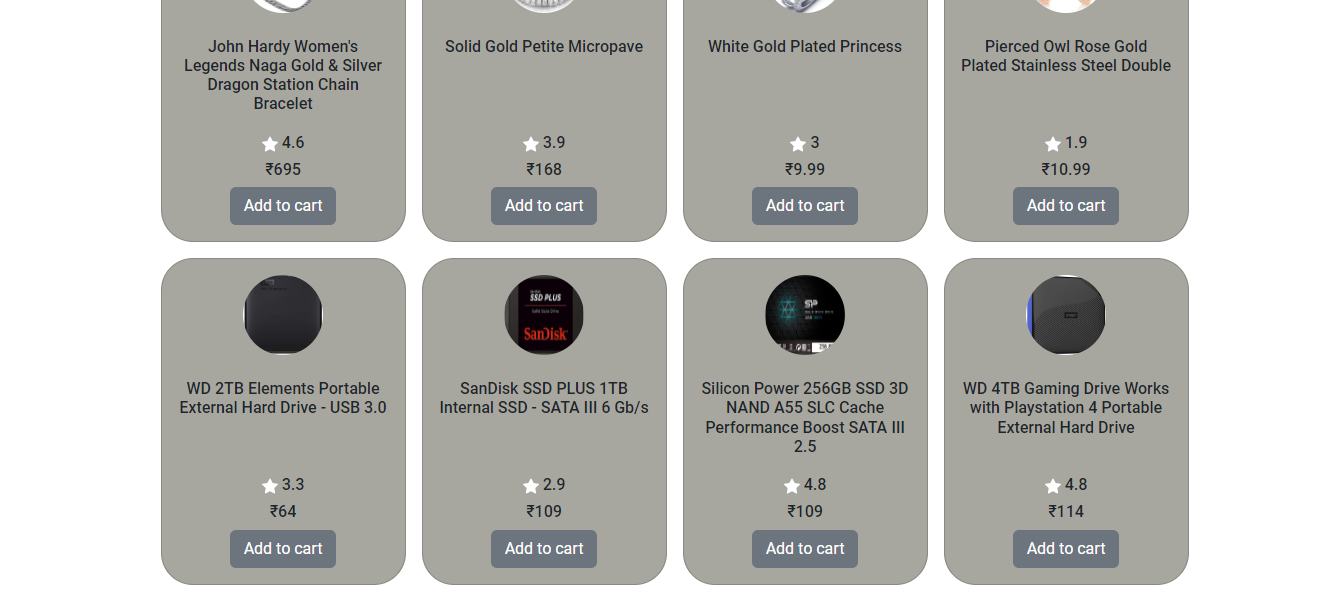 John Hardy Women's
Legends Naga Gold & Silver
Dragon Station Chain
Bracelet
4.6
₹695
Add to cart
Solid Gold Petite Micropave
3.9
₹168
Add to cart
White Gold Plated Princess
3
₹9.99
Add to cart
Pierced Owl Rose Gold
Plated Stainless Steel Double
1.9
₹10.99
Add to cart
WD 2TB Elements Portable
External Hard Drive - USB 3.0
3.3
₹64
Add to cart
SSD PLUS
SanDisk
SanDisk SSD PLUS 1TB
Internal SSD - SATA III 6 Gb/s
2.9
₹109
Add to cart
SP
Silicon Power 256GB SSD 3D
NAND A55 SLC Cache
Performance Boost SATA III
2.5
4.8
₹109
Add to cart
WD 4TB Gaming Drive Works
with Playstation 4 Portable
External Hard Drive
4.8
₹114
Add to cart